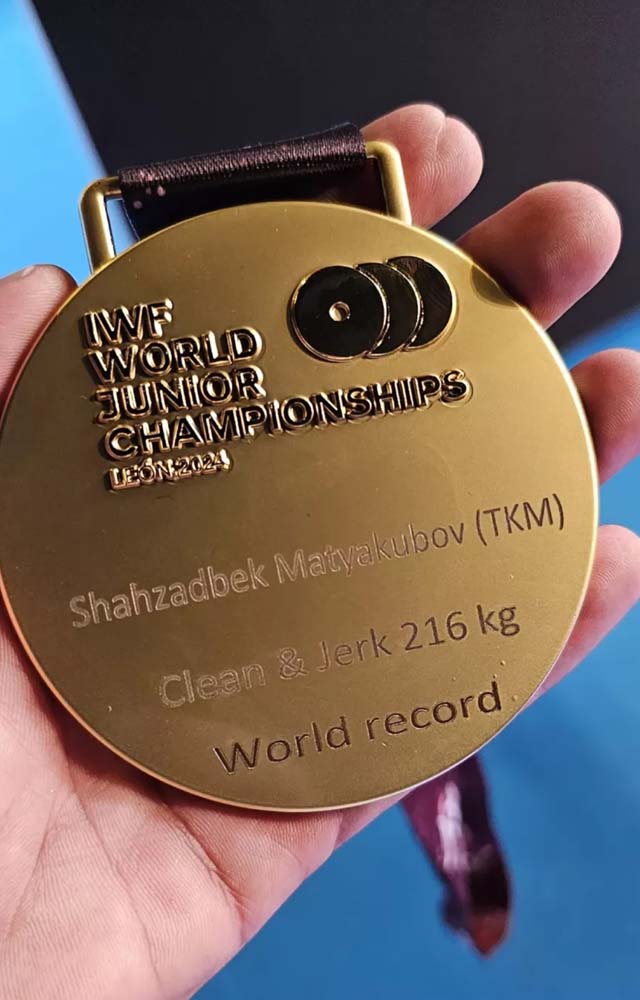 IWF
WORLD
JUNIOR
CHAMPIONSHIPS
LEÓN 2024
Shahzadbek Matyakubov (TKM)
Clean & Jerk 216 kg
World record